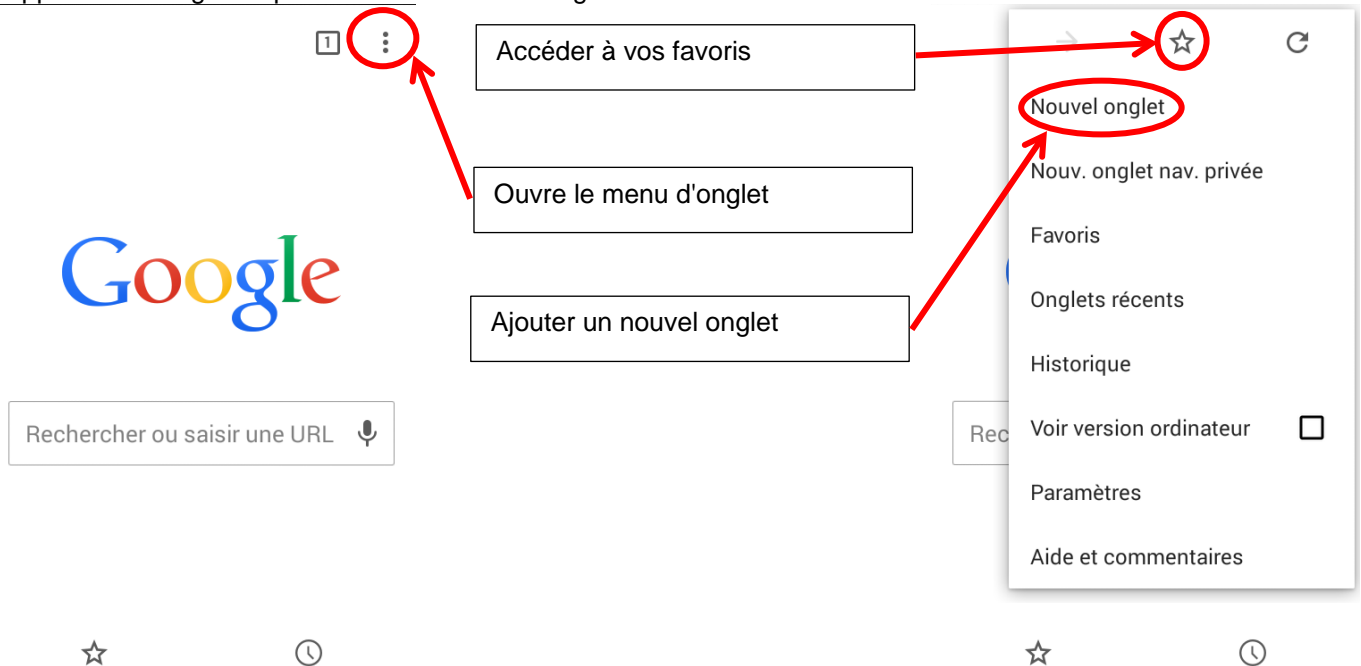 1
Accéder à vos favoris
Ouvre le menu d'onglet
Ajouter un nouvel onglet
Google
Rechercher ou saisir une URL
Nouvel onglet
Nouv. onglet nav. privée
Favoris
Onglets récents
Historique
Rec
Voir version ordinateur
Paramètres
Aide et commentaires